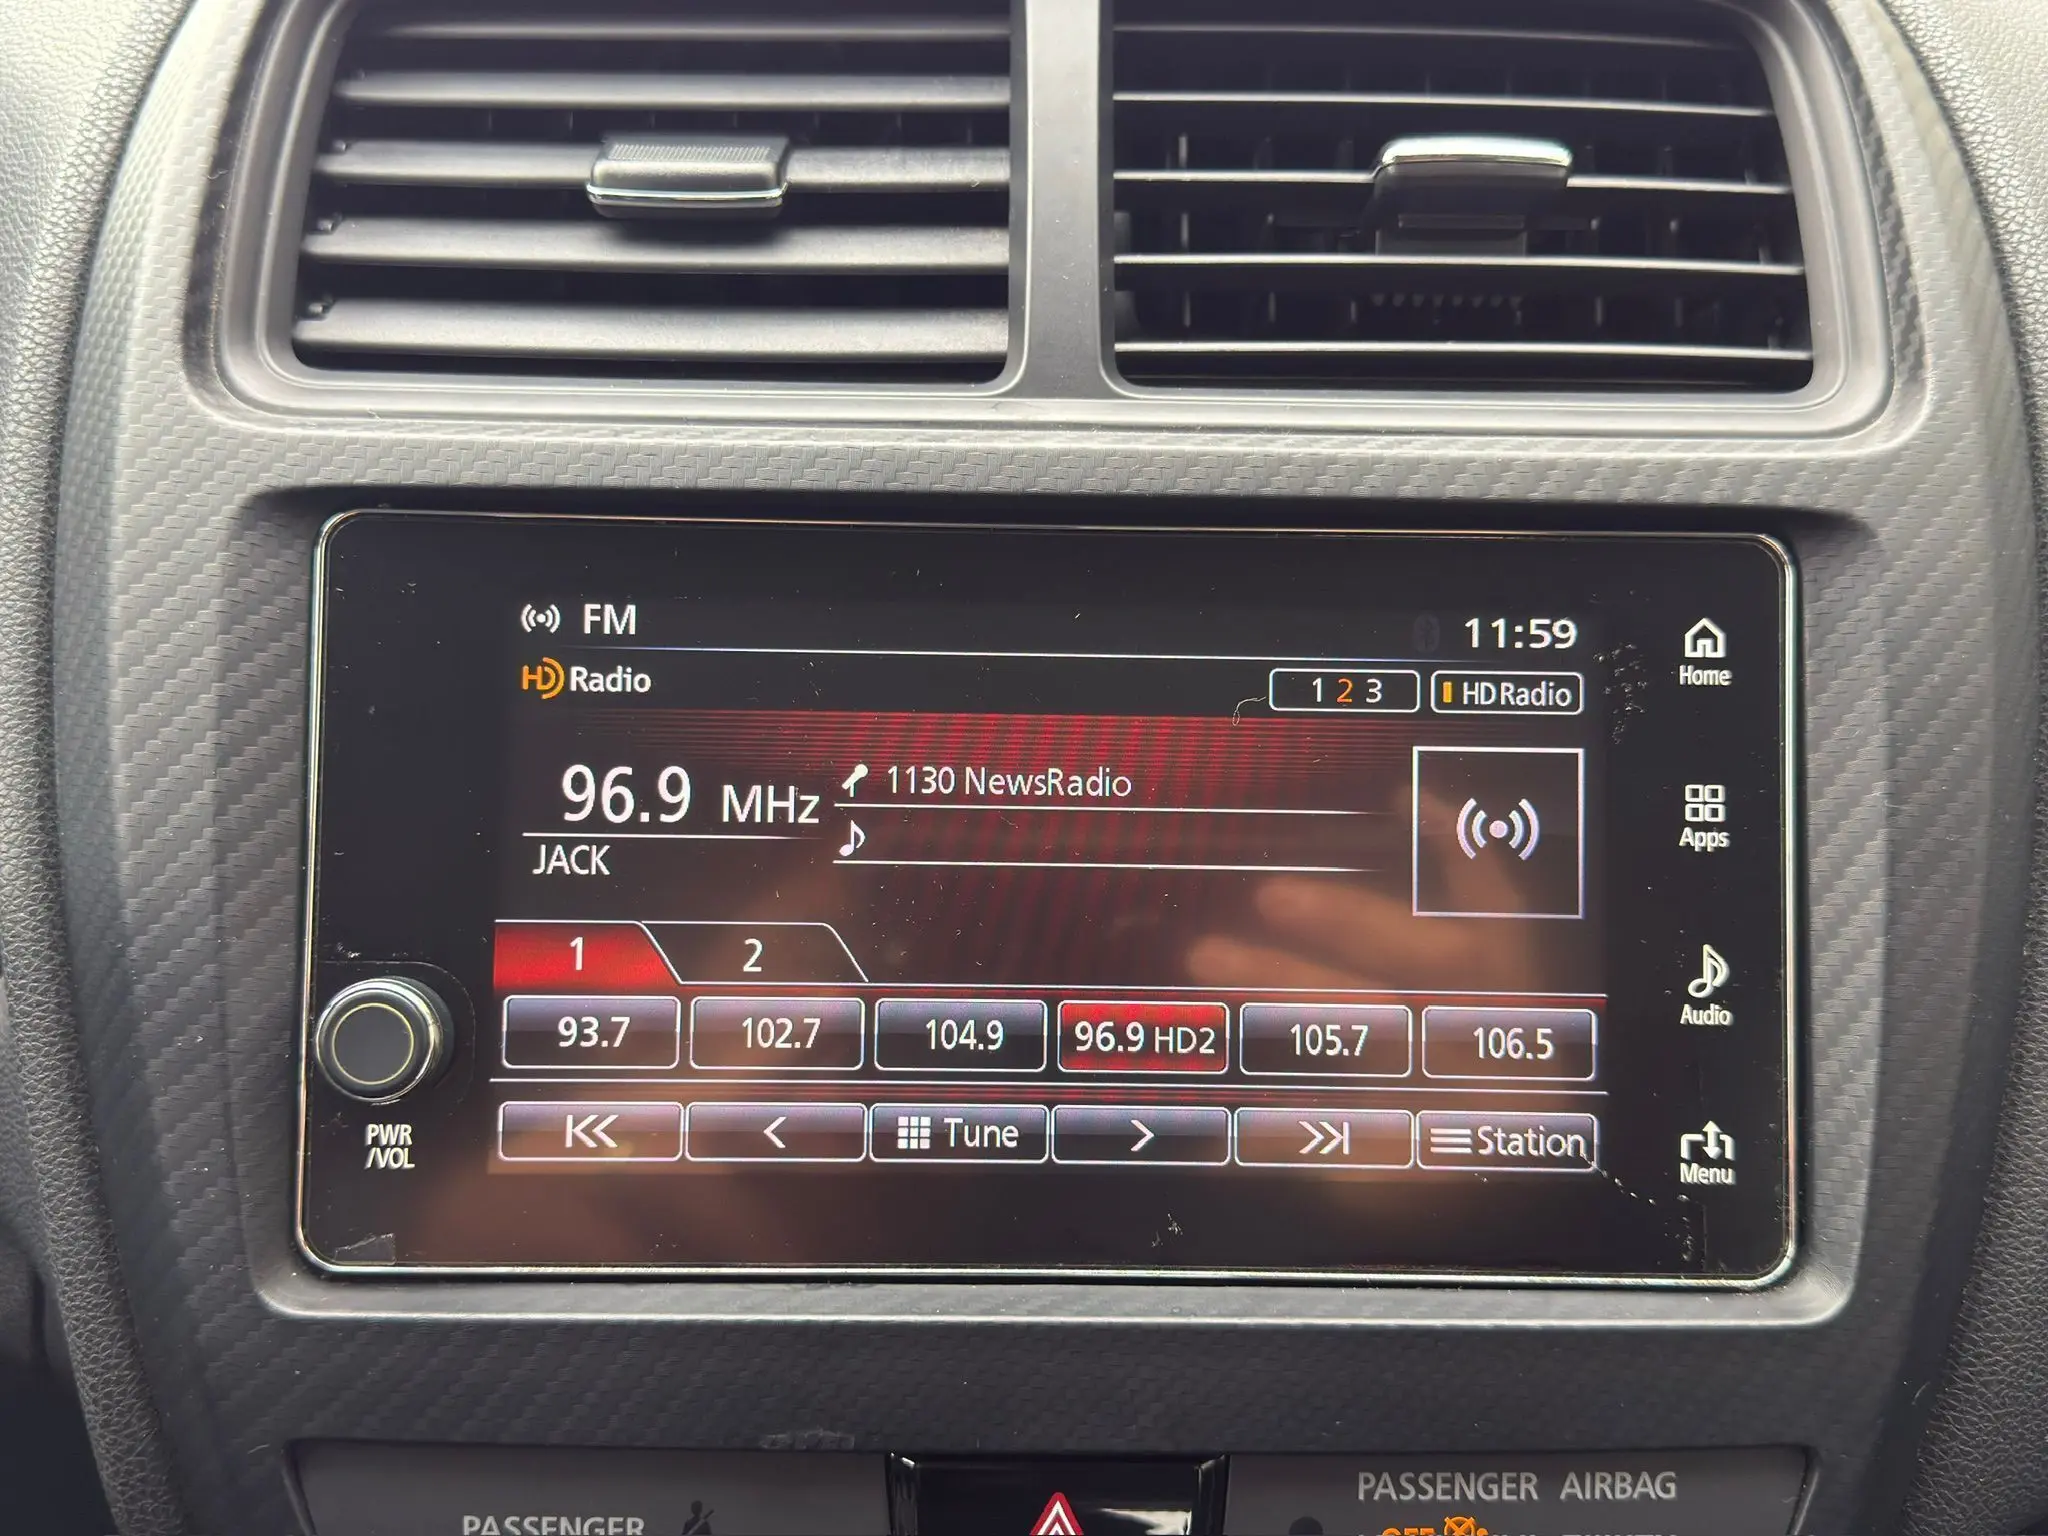 FM
11:59
HD Radio
1 2 3
HD Radio
96.9 MHz
1130 NewsRadio
JACK
1
2
93.7
102.7
104.9
96.9 HD2
105.7
106.5
Tune
Station
Home
Apps
Audio
Menu
PWR
/VOL
PASSENGER
PASSENGER AIRBAG
OFF